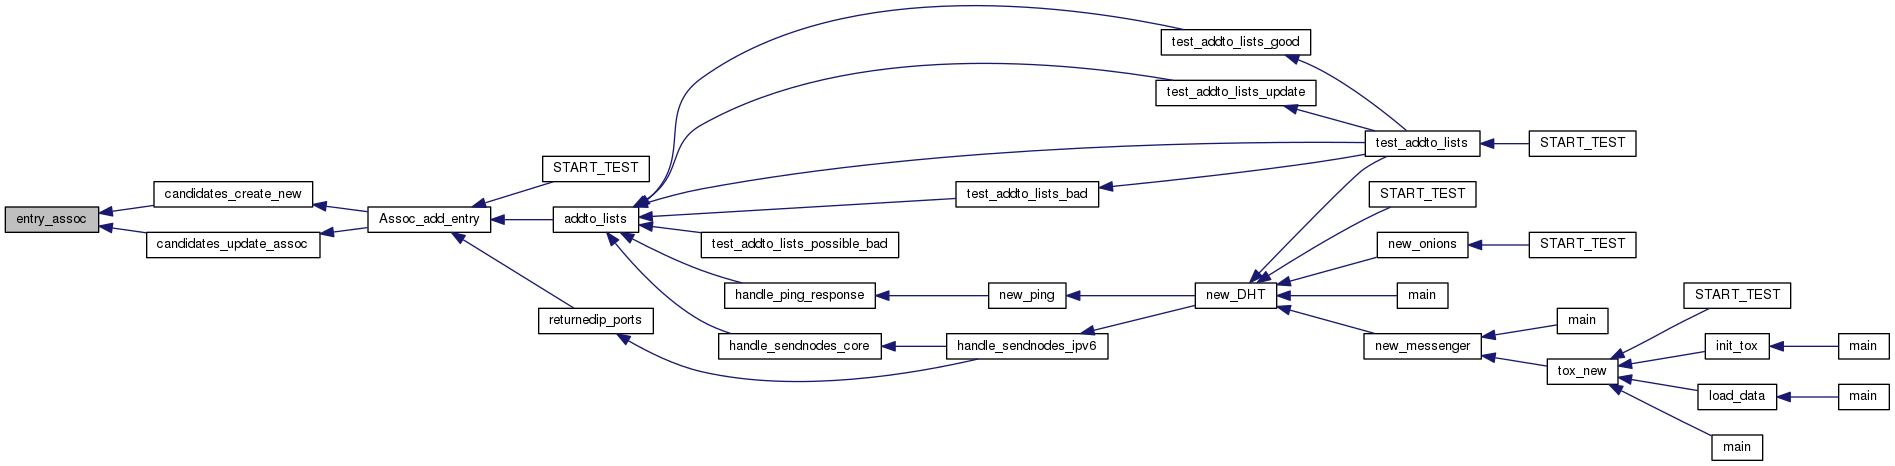 entry_assoc
candidates_create_new
candidates_update_assoc
Assoc_add_entry
START_TEST
addto_lists
returnedip_ports
test_addto_lists_good
test_addto_lists_update
test_addto_lists
START_TEST
test_addto_lists_bad
test_addto_lists_possible_bad
handle_ping_response
new_ping
handle_sendnodes_core
handle_sendnodes_ipv6
new_DHT
START_TEST
new_onions
START_TEST
main
new_messenger
main
tox_new
START_TEST
init_tox
main
load_data
main
main